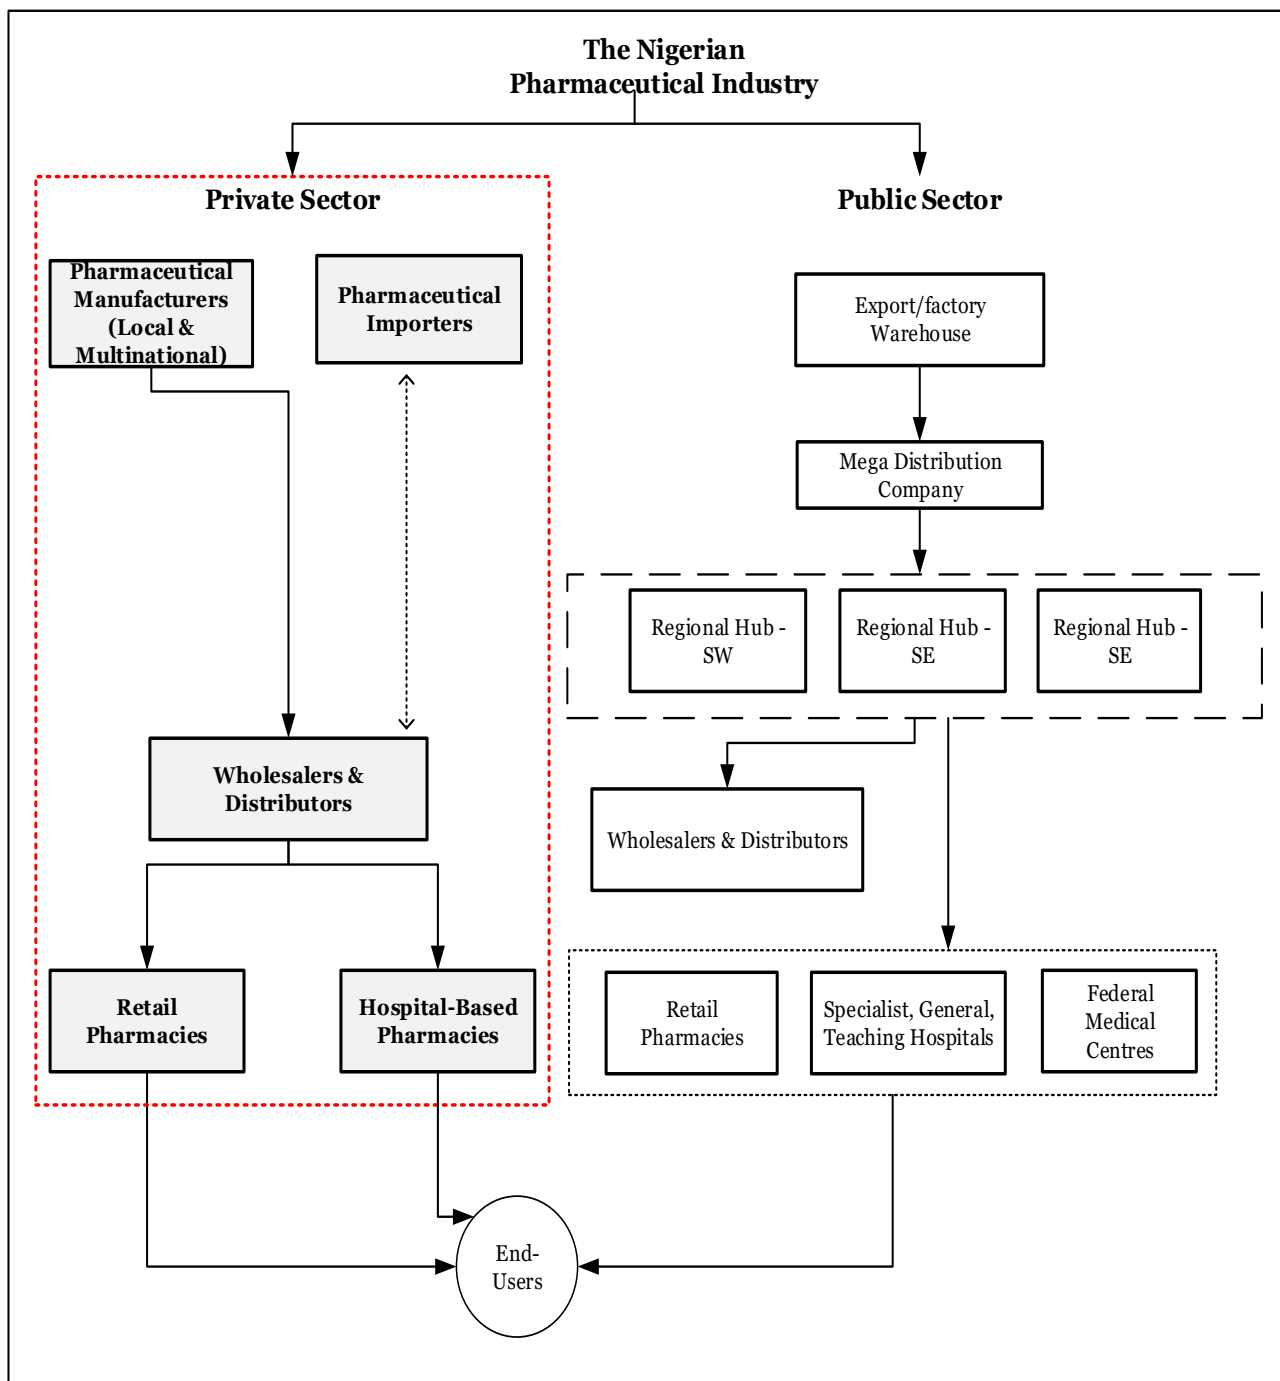 The Nigerian
Pharmaceutical Industry
Private Sector
Public Sector
Pharmaceutical
Manufacturers
(Local &
Multinational)
Pharmaceutical
Importers
Export/factory
Warehouse
Mega Distribution
Company
Regional Hub -
SW
Regional Hub -
SE
Regional Hub -
SE
Wholesalers &
Distributors
Wholesalers & Distributors
Retail
Pharmacies
Hospital-Based
Pharmacies
Retail
Pharmacies
Specialist, General,
Teaching Hospitals
Federal
Medical
Centres
End-
Users